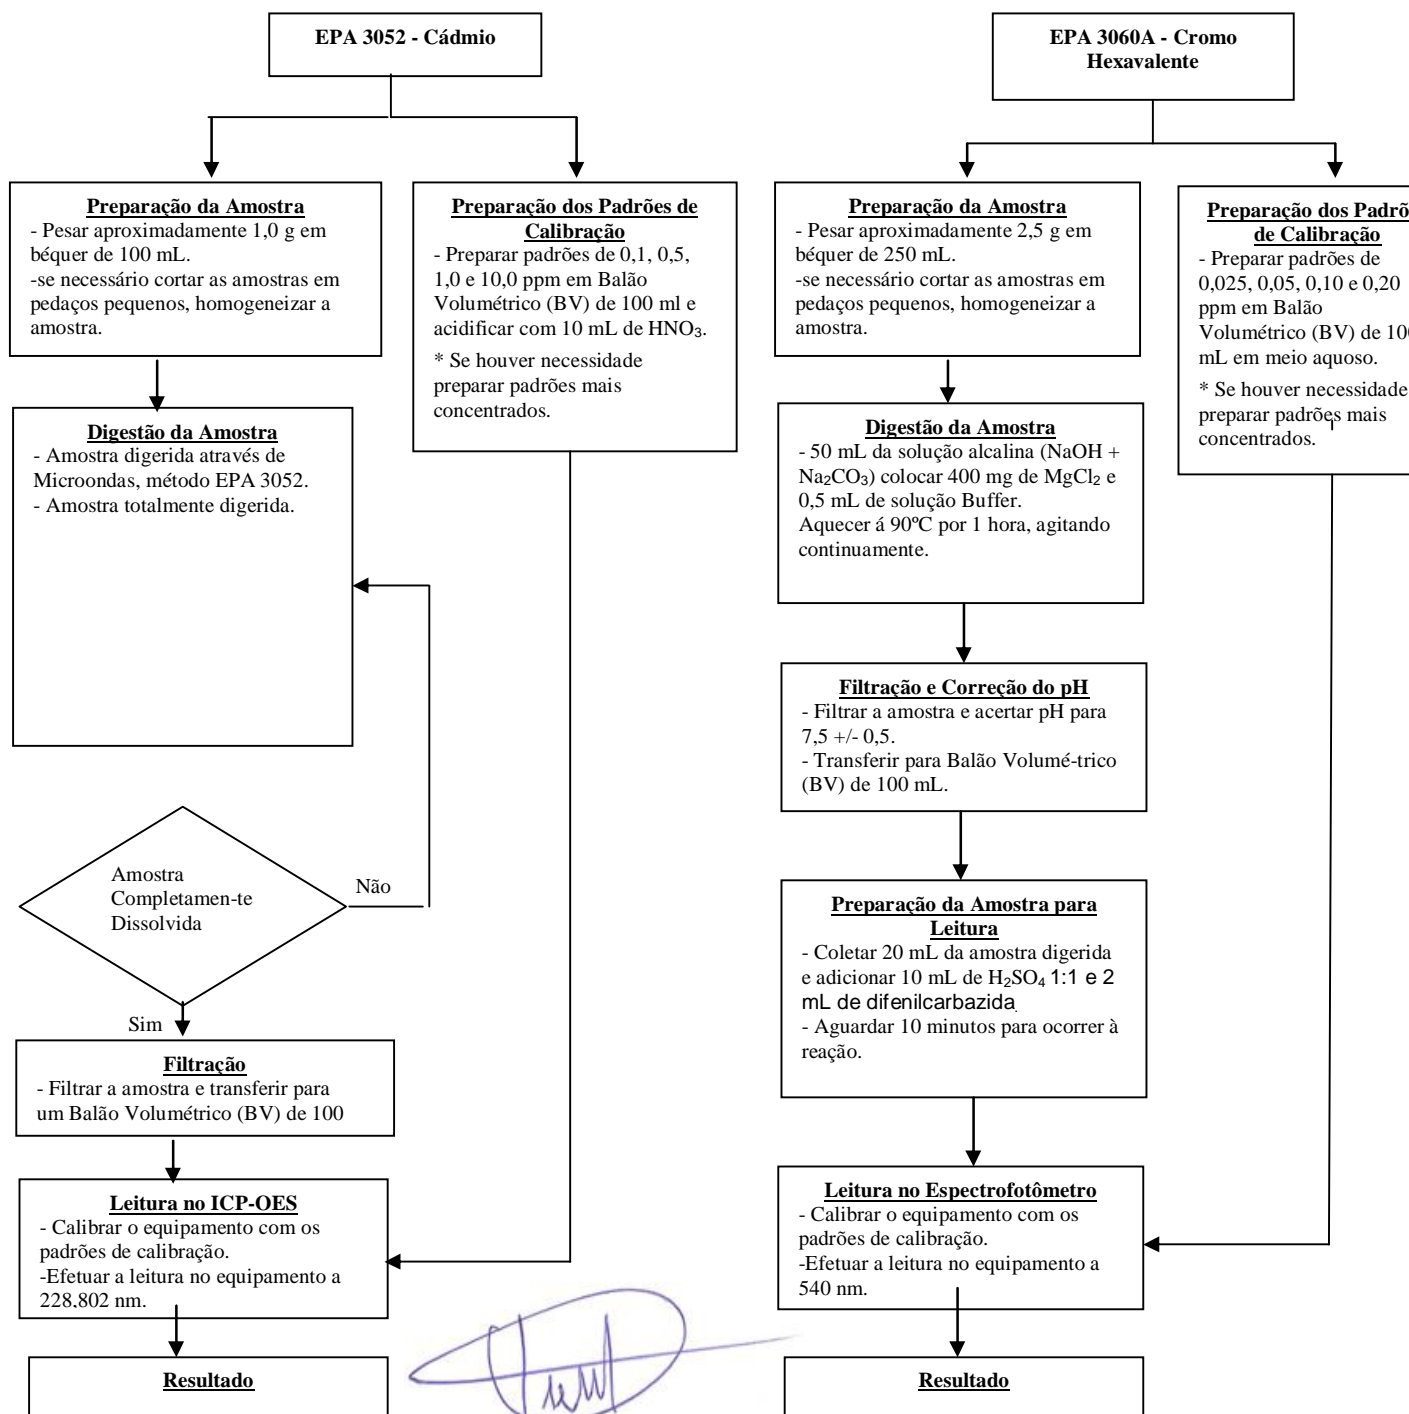 EPA 3052 - Cádmio
Preparação da Amostra
- Pesar aproximadamente 1,0 g em
béquer de 100 mL.
-se necessário cortar as amostras em
pedaços pequenos, homogeneizar a
amostra.
Preparação dos Padrões de
Calibração
- Preparar padrões de 0,1, 0,5,
1,0 e 10,0 ppm em Balão
Volumétrico (BV) de 100 ml e
acidificar com 10 mL de HNO₃.
* Se houver necessidade
preparar padrões mais
concentrados.
Digestão da Amostra
- Amostra digerida através de
Microondas, método EPA 3052.
- Amostra totalmente digerida.
Amostra
Completamen-te
Dissolvida
Não
Sim
Filtração
- Filtrar a amostra e transferir para
um Balão Volumétrico (BV) de 100
Leitura no ICP-OES
- Calibrar o equipamento com os
padrões de calibração.
-Efetuar a leitura no equipamento a
228,802 nm.
Resultado
EPA 3060A - Cromo
Hexavalente
Preparação da Amostra
- Pesar aproximadamente 2,5 g em
béquer de 250 mL.
-se necessário cortar as amostras em
pedaços pequenos, homogeneizar a
amostra.
Preparação dos Padrõ
de Calibração
- Preparar padrões de
0,025, 0,05, 0,10 e 0,20
ppm em Balão
Volumétrico (BV) de 100
mL em meio aquoso.
* Se houver necessidade
preparar padrões mais
concentrados.
Digestão da Amostra
- 50 mL da solução alcalina (NaOH +
Na₂CO₃) colocar 400 mg de MgCl₂ e
0,5 mL de solução Buffer.
Aquecer á 90ºC por 1 hora, agitando
continuamente.
Filtração e Correção do pH
- Filtrar a amostra e acertar pH para
7,5 +/- 0,5.
- Transferir para Balão Volumé-trico
(BV) de 100 mL.
Preparação da Amostra para
Leitura
- Coletar 20 mL da amostra digerida
e adicionar 10 mL de H₂SO₄ 1:1 e 2
mL de difenilcarbazida.
- Aguardar 10 minutos para ocorrer à
reação.
Leitura no Espectrofotômetro
- Calibrar o equipamento com os
padrões de calibração.
-Efetuar a leitura no equipamento a
540 nm.
Resultado